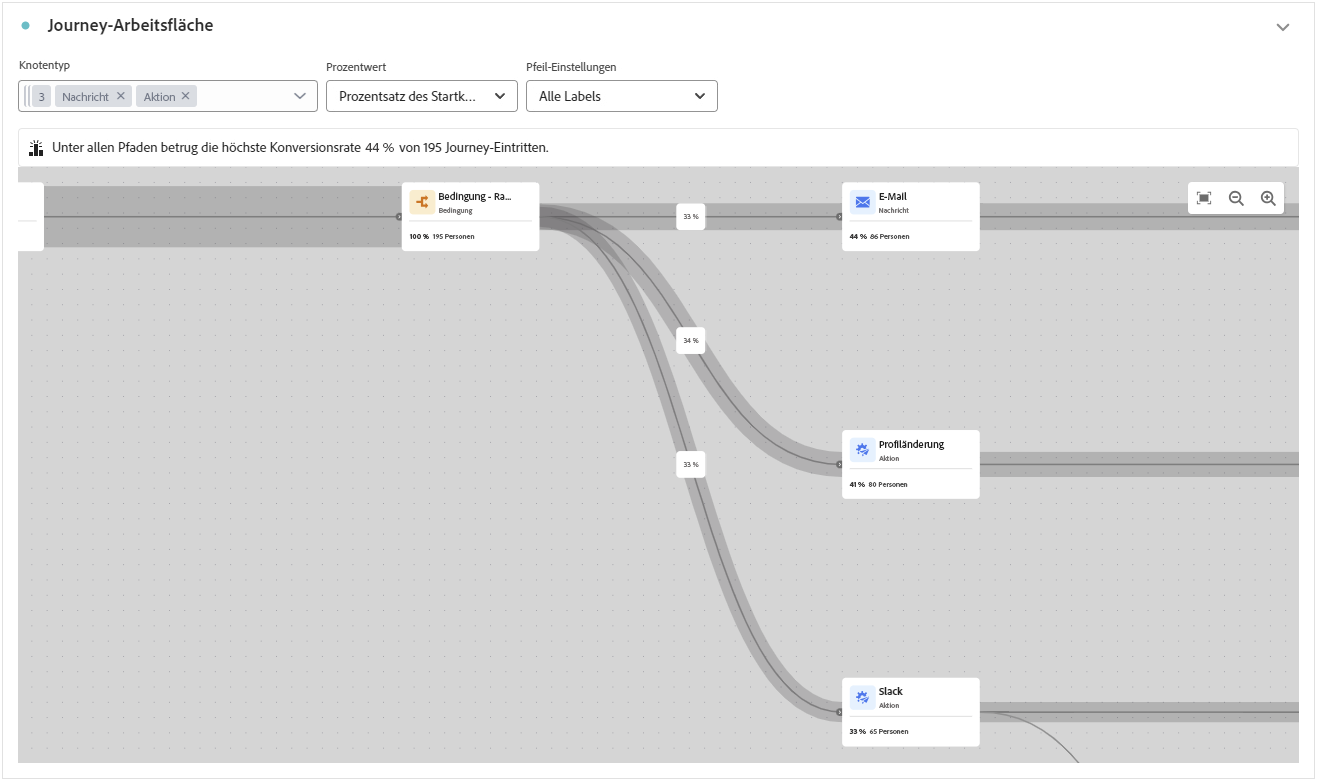 Journey-Arbeitsfläche
Knotentyp
Prozentwert
Pfeil-Einstellungen
3 Nachricht Aktion
Prozentsatz des Startk...
Alle Labels
Unter allen Pfaden betrug die höchste Konversionsrate 44 % von 195 Journey-Eintritten.
Bedingung - Ra...
Bedingung
100 % 195 Personen
33 %
E-Mail
Nachricht
44 % 86 Personen
34 %
Profiländerung
Aktion
41 % 80 Personen
33 %
Slack
Aktion
33 % 65 Personen